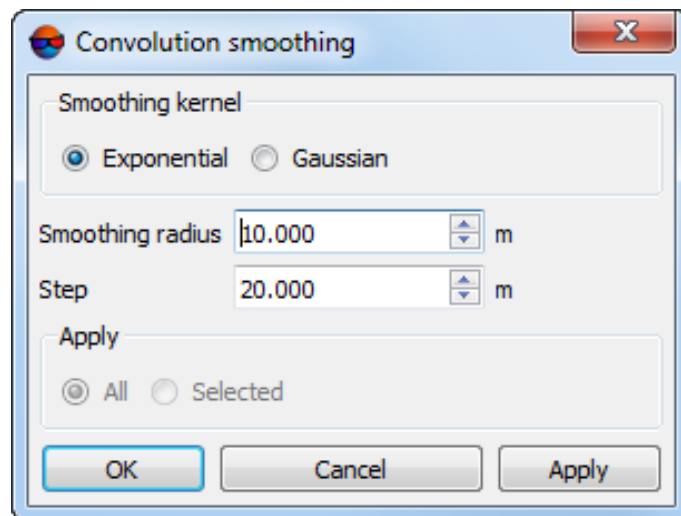 Convolution smoothing
Smoothing kernel
Exponential Gaussian
Smoothing radius 10.000 m
Step 20.000 m
Apply
All Selected
OK Cancel Apply